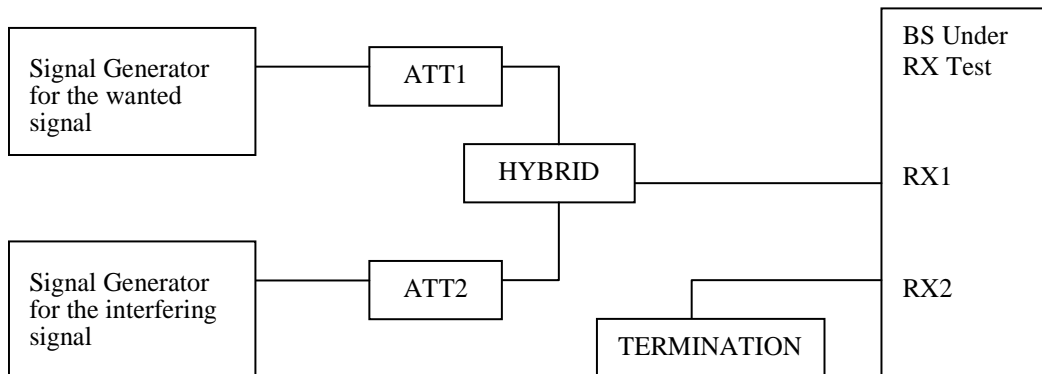 Signal Generator
for the wanted
signal
ATT1
HYBRID
BS Under
RX Test
RX1
Signal Generator
for the interfering
signal
ATT2
RX2
TERMINATION